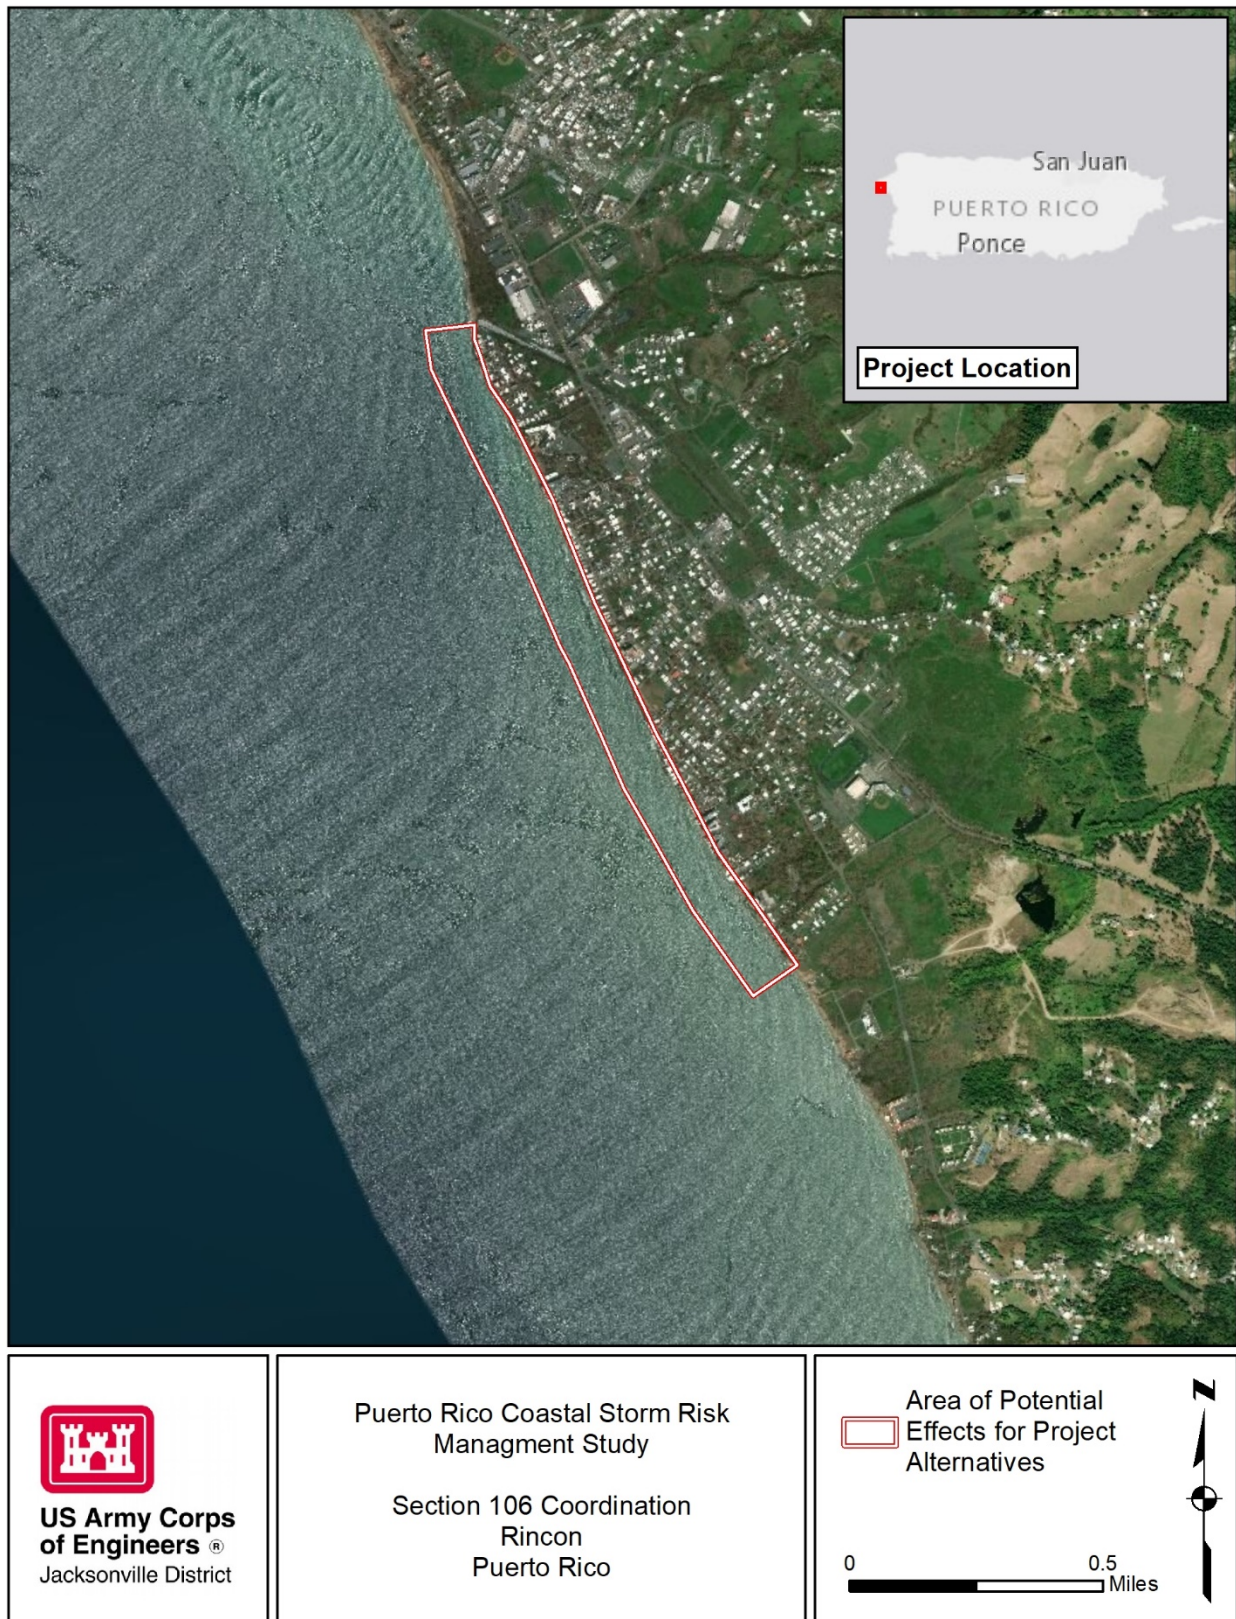 San Juan
PUERTO RICO
Ponce
Project Location
US Army Corps
of Engineers ®
Jacksonville District
Puerto Rico Coastal Storm Risk
Managment Study
Section 106 Coordination
Rincon
Puerto Rico
Area of Potential
Effects for Project
Alternatives
N
0 0.5
Miles